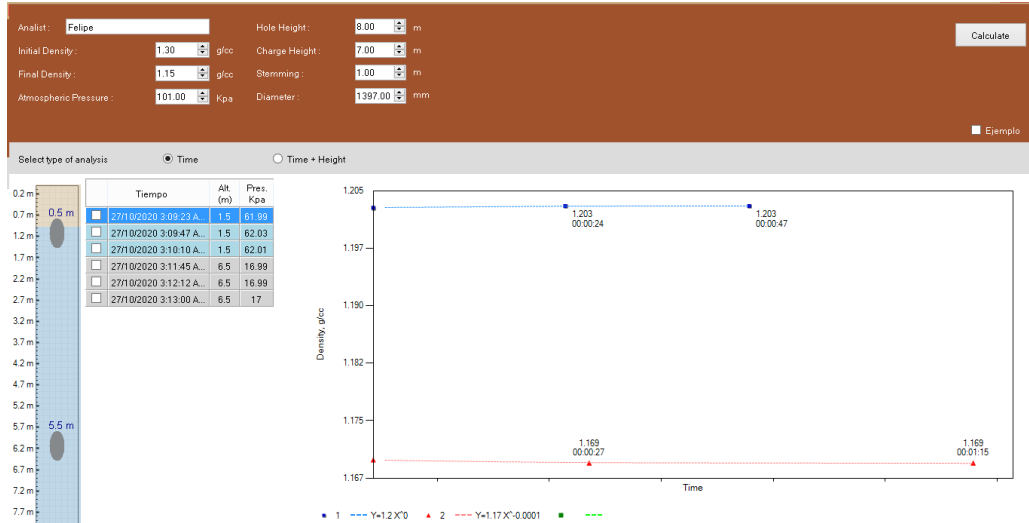 Analist : Felipe Hole Height : 8.00 m
Calculate
Initial Density : 1.30 g/cc Charge Height : 7.00 m
Final Density : 1.15 g/cc Stemming : 1.00 m
Atmospheric Pressure : 101.00 Kpa Diameter : 1397.00 mm
Ejemplo
Select type of analysis Time Time + Height
0.2 m
0.7 m
1.2 m
1.7 m
2.2 m
2.7 m
3.2 m
3.7 m
4.2 m
4.7 m
5.2 m
5.7 m
6.2 m
6.7 m
7.2 m
7.7 m
0.5 m
5.5 m
Tiempo Alt. (m) Pres. Kpa
27/10/2020 3:09:23 A... 1.5 61.99
27/10/2020 3:09:47 A... 1.5 62.03
27/10/2020 3:10:10 A... 1.5 62.01
27/10/2020 3:11:45 A... 6.5 16.99
27/10/2020 3:12:12 A... 6.5 16.99
27/10/2020 3:13:00 A... 6.5 17
Density, g/cc
1.205
1.197
1.190
1.182
1.175
1.167
1.203 1.203
00:00:24 00:00:47
1.169 1.169
00:00:27 00:01:15
Time
1 Y=1.2 X^0 2 Y=1.17 X^-0.0001